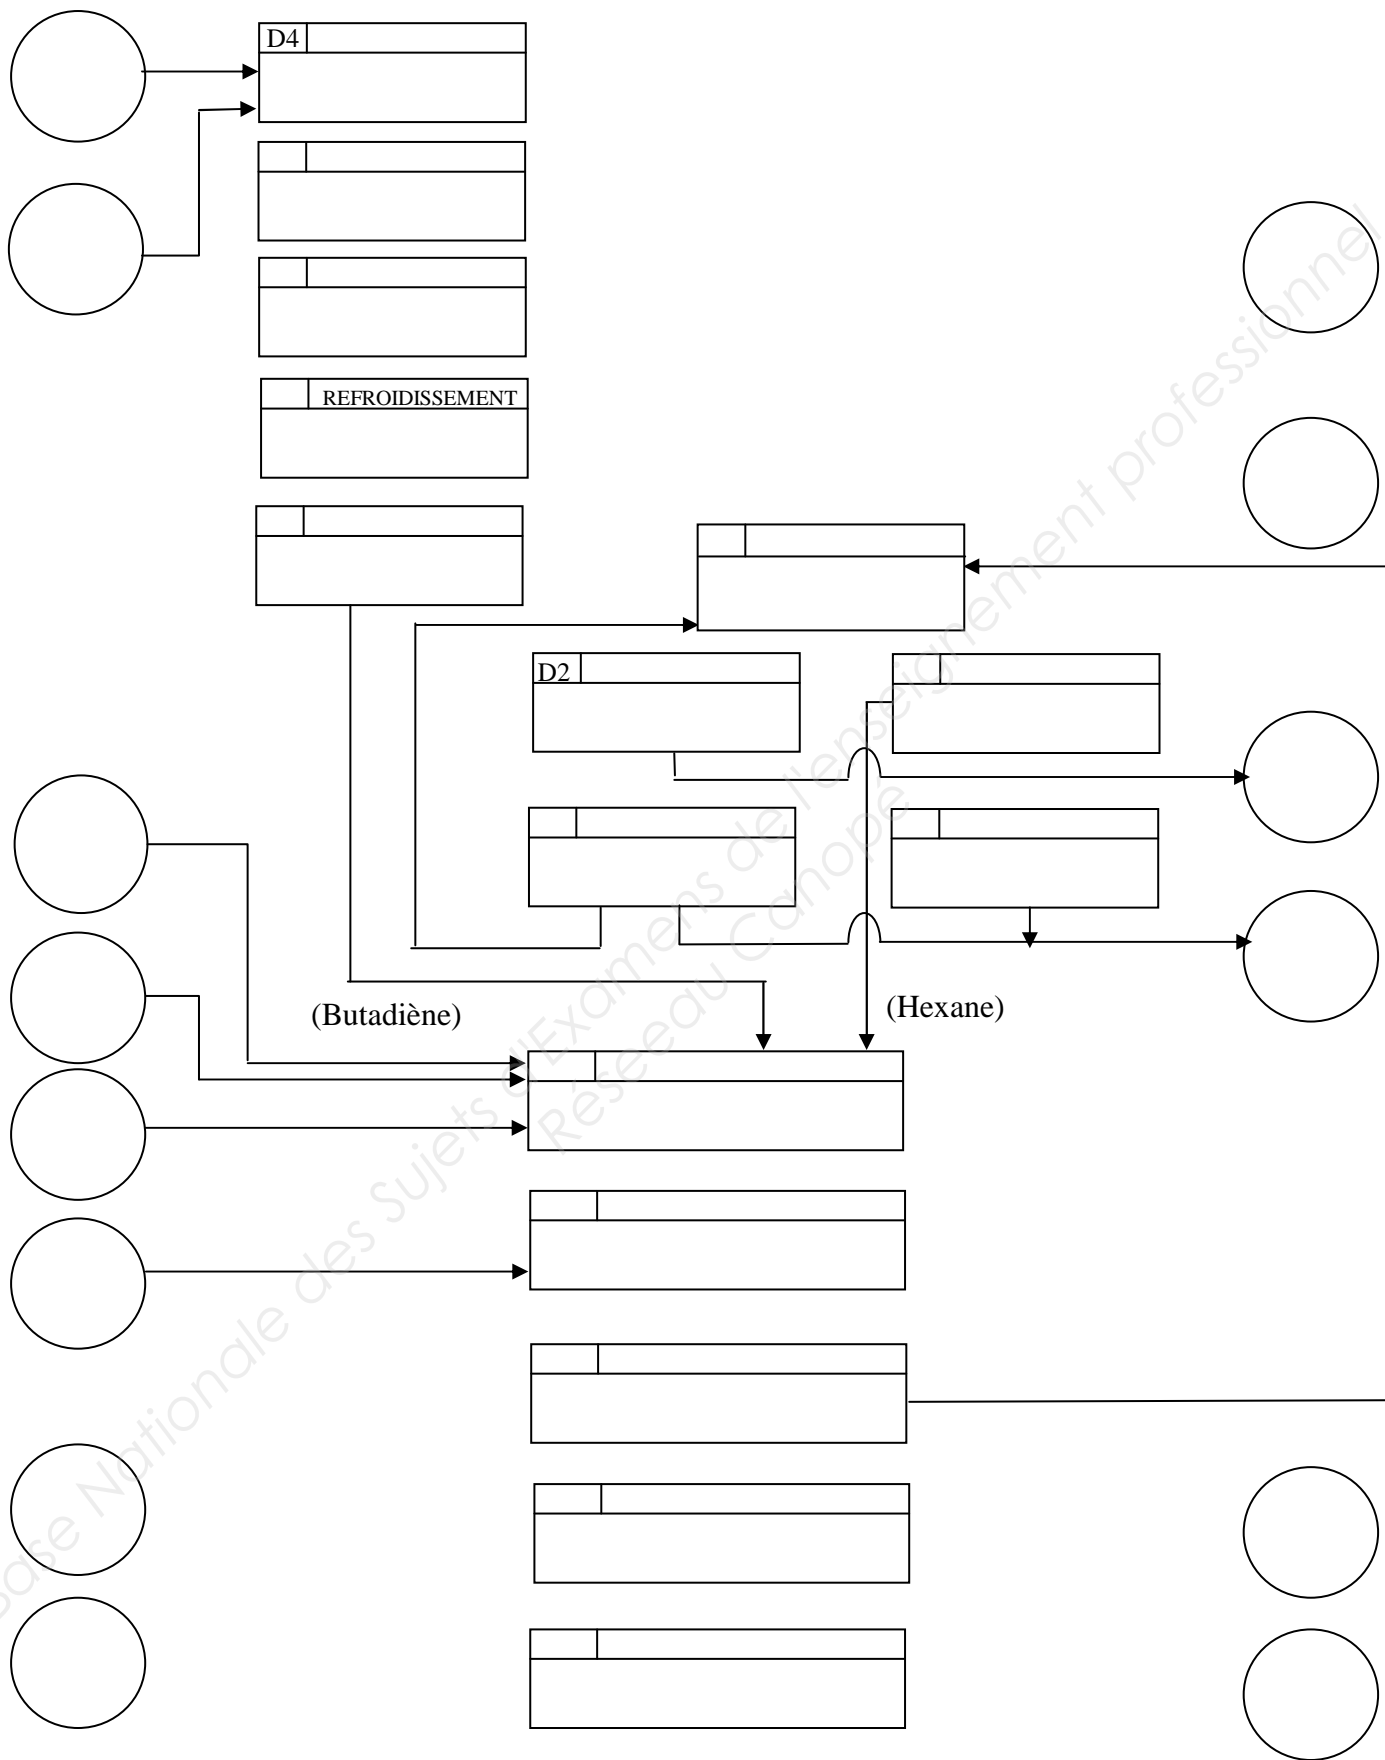 D4
REFROIDISSEMENT
D2
(Butadiène)
(Hexane)
Base Nationale des Sujets d'Examens de l'enseignement professionnel
Réseau Canopé